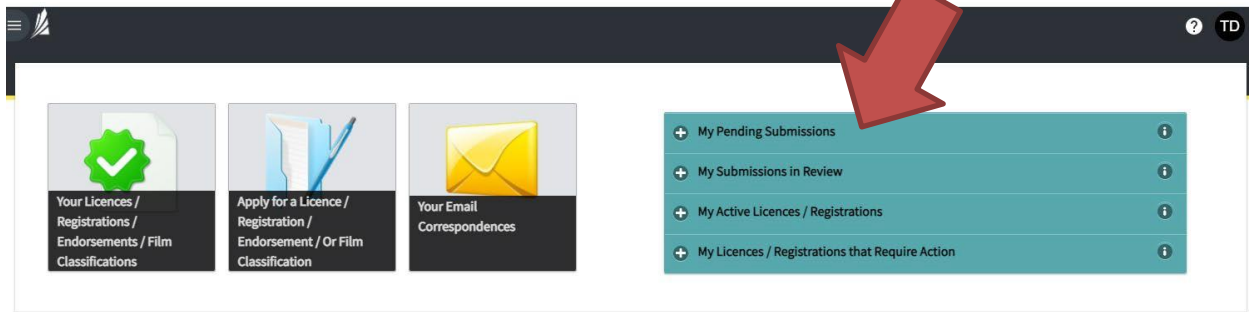 TD
Your Licences /
Registrations /
Endorsements / Film
Classifications
Apply for a Licence /
Registration /
Endorsement / Or Film
Classification
Your Email
Correspondences
My Pending Submissions
My Submissions in Review
My Active Licences / Registrations
My Licences / Registrations that Require Action